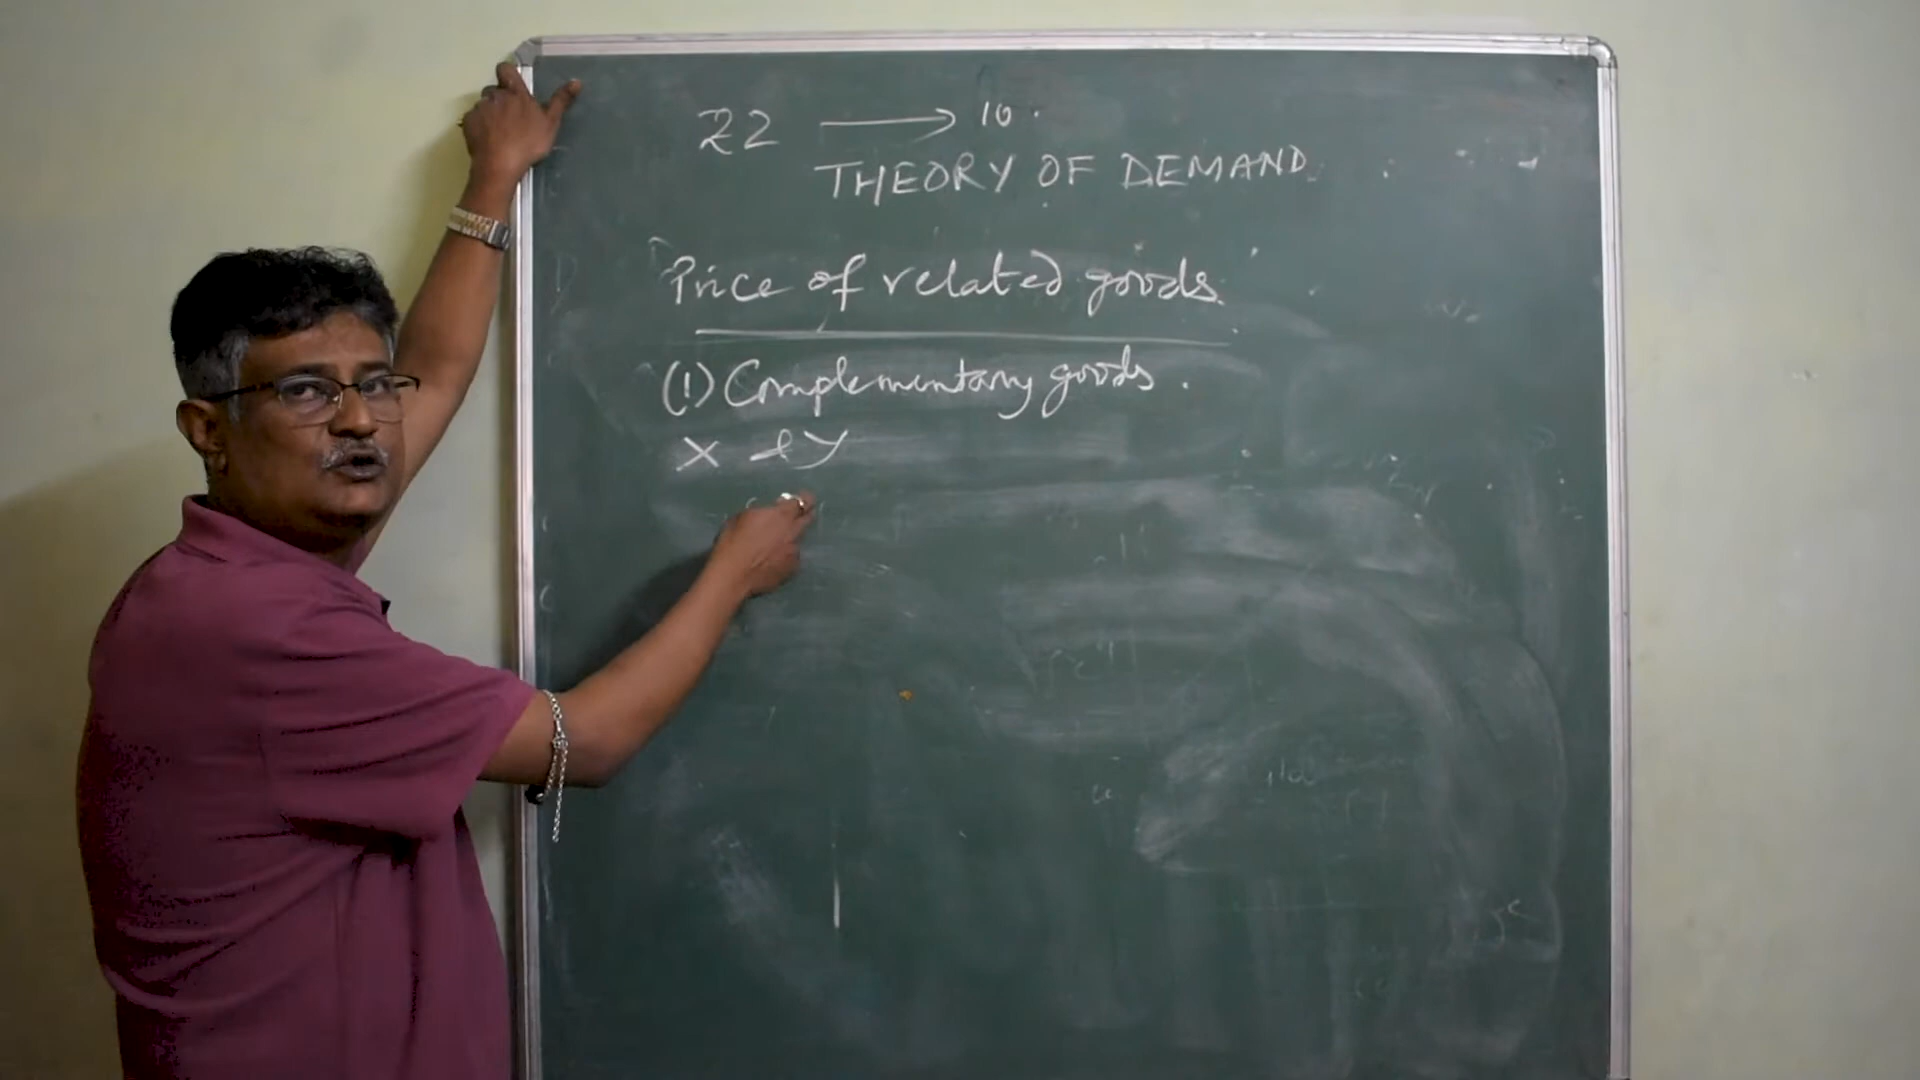 22 → 10.
THEORY OF DEMAND
Price of related goods.
(1) Complementary goods.
X & Y